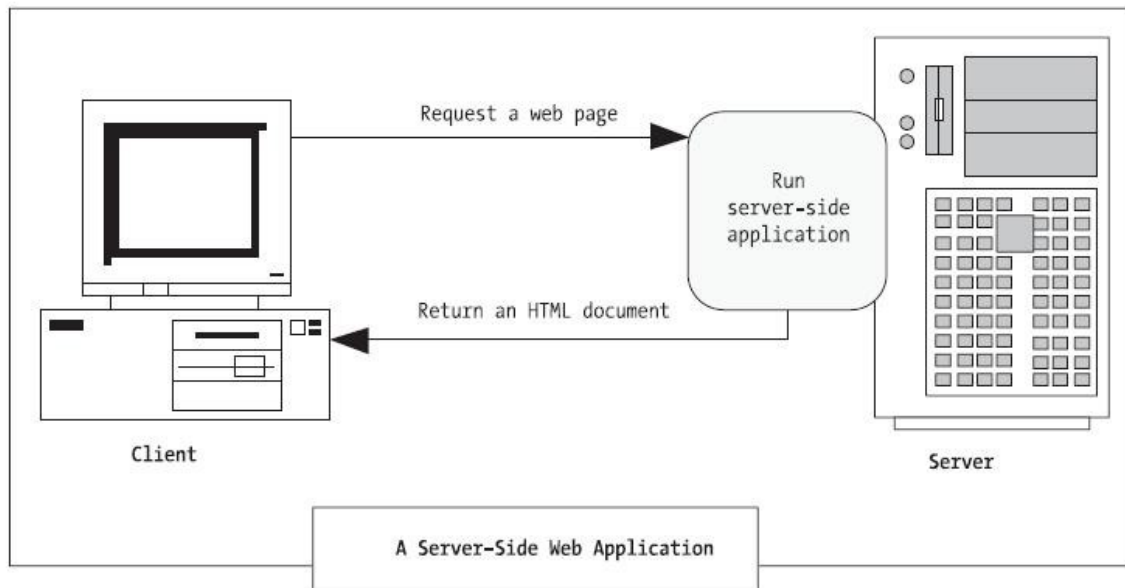 Request a web page
Run
server-side
application
Return an HTML document
Client
Server
A Server-Side Web Application